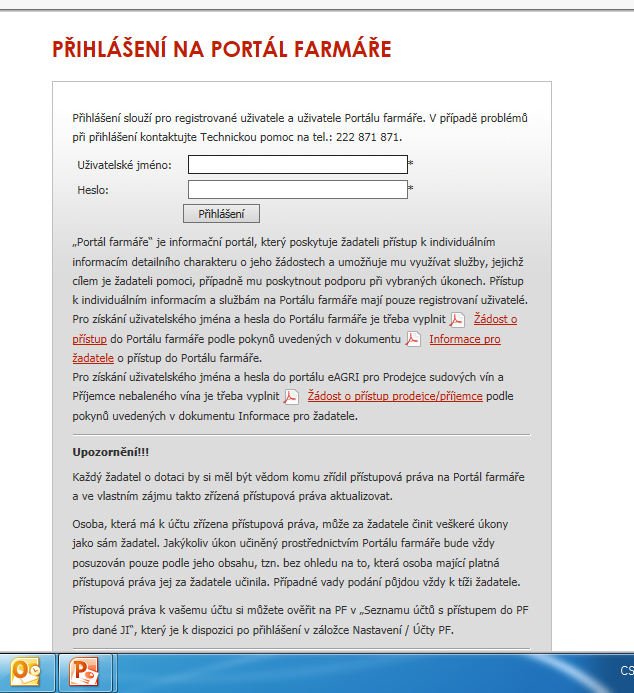 PŘIHLÁŠENÍ NA PORTÁL FARMÁŘE
Přihlášení slouží pro registrované uživatele a uživatele Portálu farmáře. V případě problémů
při přihlášení kontaktujte Technickou pomoc na tel.: 222 871 871.
Uživatelské jméno: *
Heslo: *
Přihlášení
„Portál farmáře“ je informační portál, který poskytuje žadateli přístup k individuálním
informacím detailního charakteru o jeho žádostech a umožňuje mu využívat služby, jejichž
cílem je žadateli pomoci, případně mu poskytnout podporu při vybraných úkonech. Přístup
k individuálním informacím a službám na Portálu farmáře mají pouze registrovaní uživatelé.
Pro získání uživatelského jména a hesla do Portálu farmáře je třeba vyplnit Žádost o
přístup do Portálu farmáře podle pokynů uvedených v dokumentu Informace pro
žadatele o přístup do Portálu farmáře.
Pro získání uživatelského jména a hesla do portálu eAGRI pro Prodejce sudových vín a
Příjemce nebaleného vína je třeba vyplnit Žádost o přístup prodejce/příjemce podle
pokynů uvedených v dokumentu Informace pro žadatele.
Upozornění!!!
Každý žadatel o dotaci by si měl být vědom komu zřídil přístupová práva na Portál farmáře
a ve vlastním zájmu takto zřízená přístupová práva aktualizovat.
Osoba, která má k účtu zřízena přístupová práva, může za žadatele činit veškeré úkony
jako sám žadatel. Jakýkoliv úkon učiněný prostřednictvím Portálu farmáře bude vždy
posuzován pouze podle jeho obsahu, tzn. bez ohledu na to, která osoba mající platná
přístupová práva jej za žadatele učinila. Případné vady podání půjdou vždy k tíži žadatele.
Přístupová práva k vašemu účtu si můžete ověřit na PF v „Seznamu účtů s přístupem do PF
pro dané JI“, který je k dispozici po přihlášení v záložce Nastavení / Účty PF.
CS